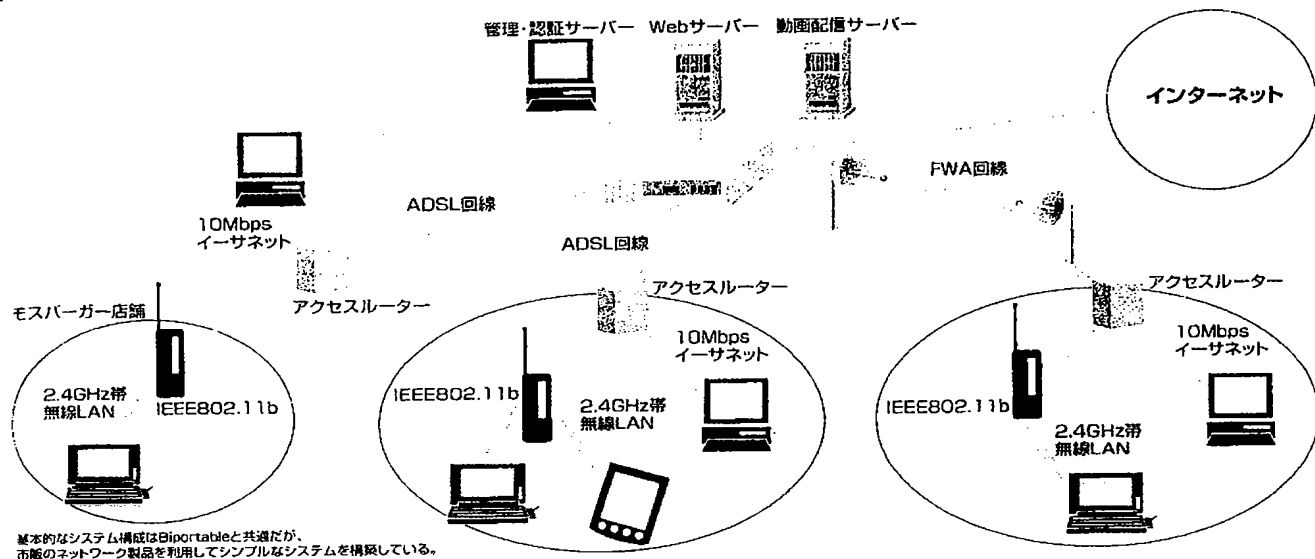 管理・認証サーバー Webサーバー 動画配信サーバー
インターネット
FWA回線
ADSL回線
10Mbps
イーサネット
ADSL回線
アクセスルーター
アクセスルーター
アクセスルーター
モスバーガー店舗
10Mbps
イーサネット
10Mbps
イーサネット
2.4GHz帯
無線LAN
IEEE802.11b
IEEE802.11b
2.4GHz帯
無線LAN
IEEE802.11b
2.4GHz帯
無線LAN
基本的なシステム構成はBiportableと共通だが、
市販のネットワーク製品を利用してシンプルなシステムを構築している。